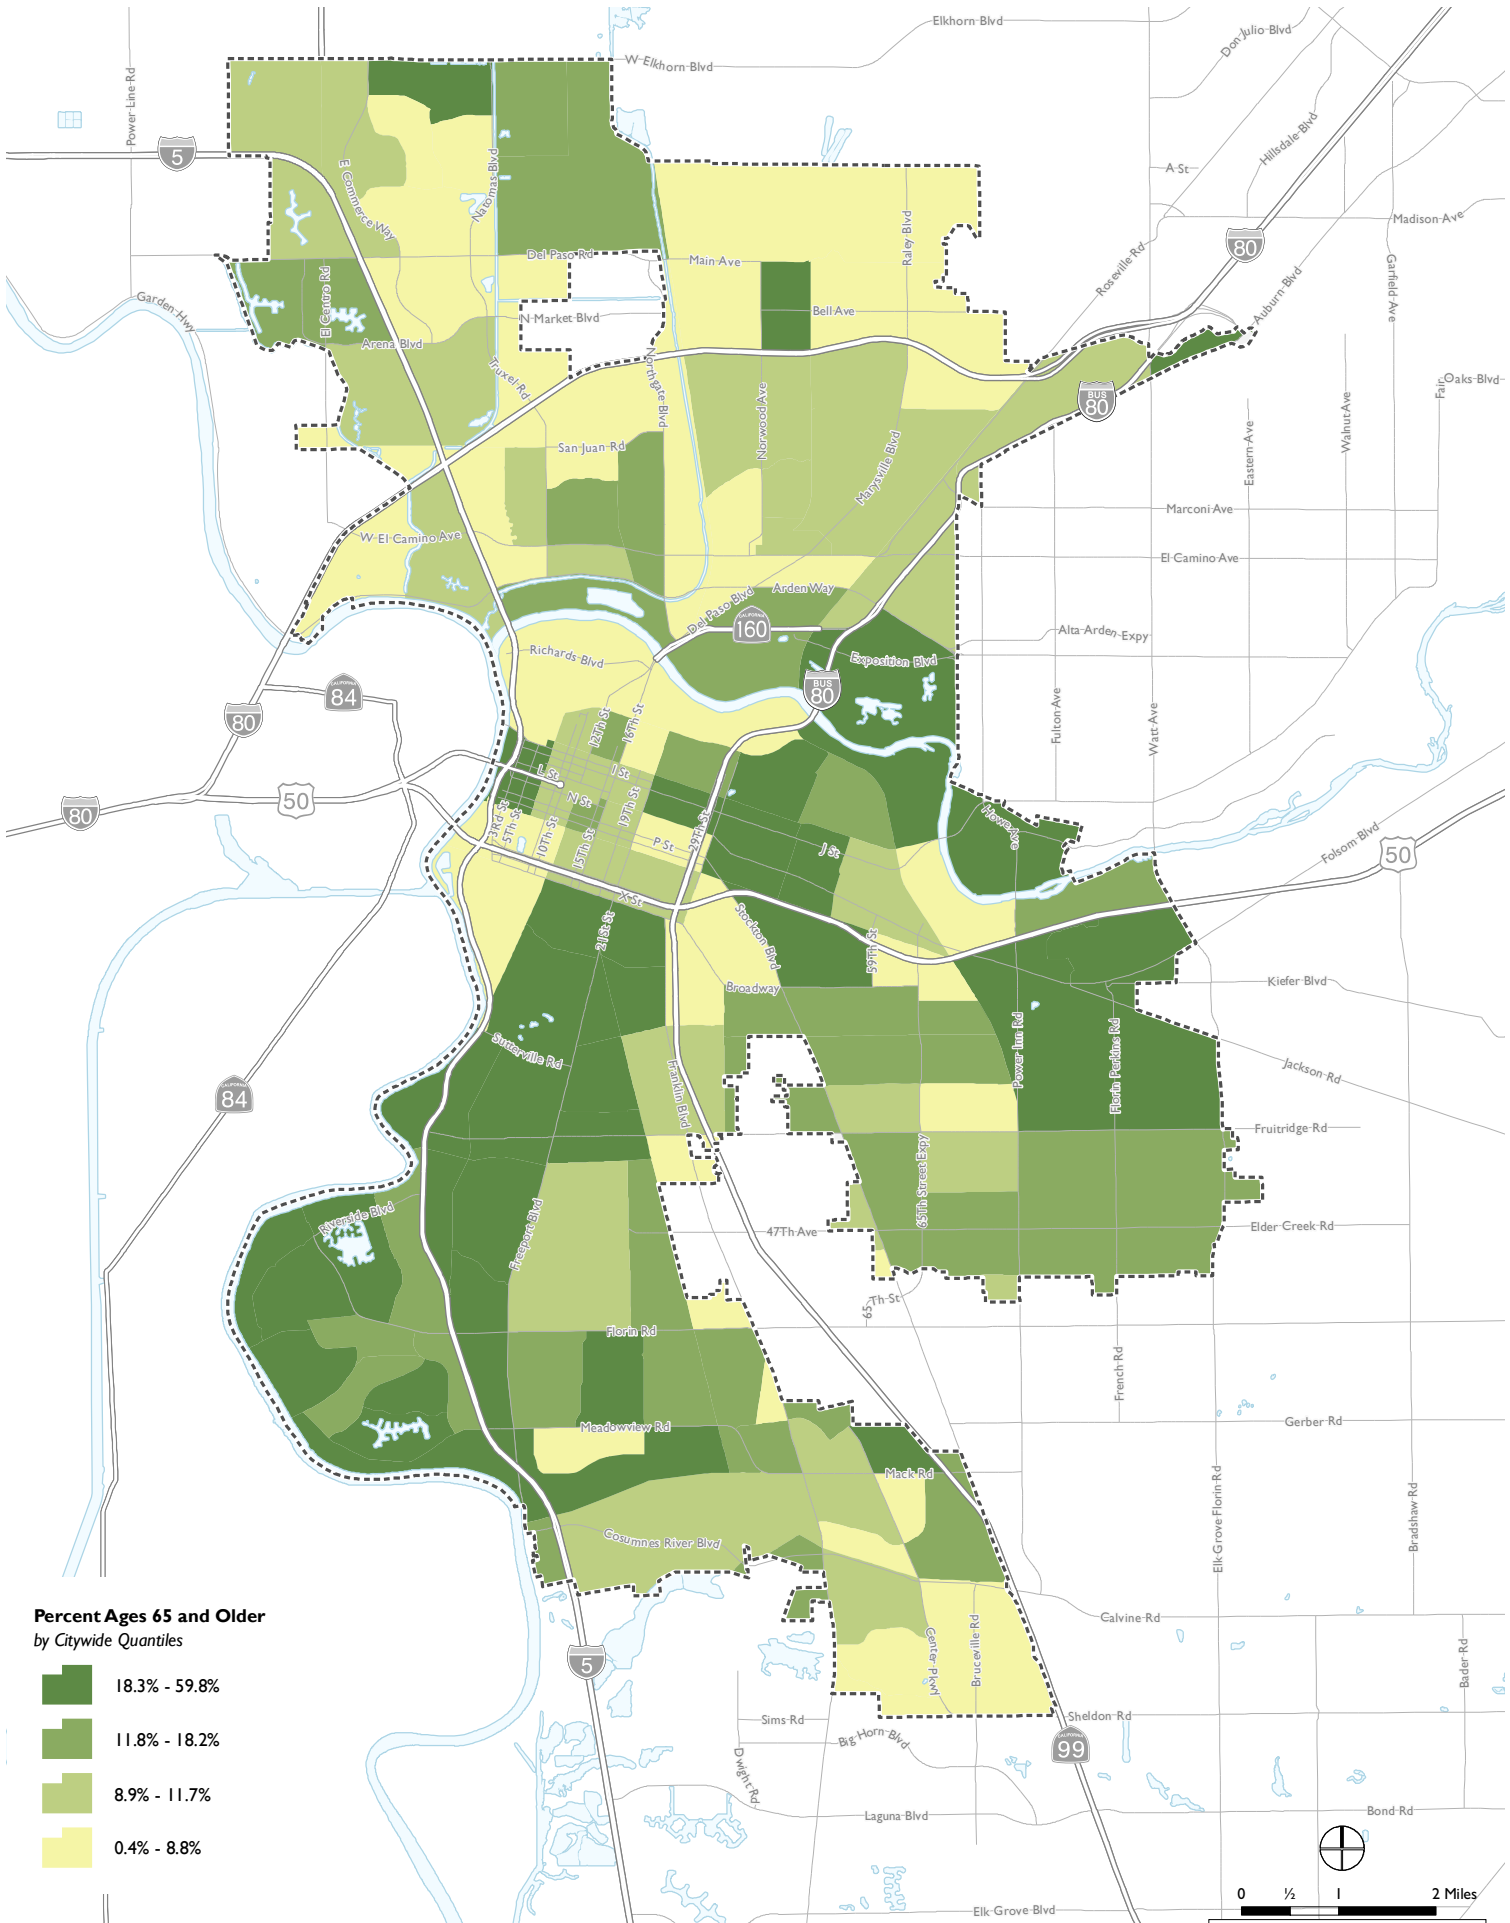 Elkhorn Blvd
Don Julio Blvd
W Elkhorn Blvd
Power Line Rd
Hillsdale Blvd
5
E Commerce Way
Natomas Blvd
A St
Madison Ave
Raley Blvd
80
Roseville Rd
Garfield Ave
Del Paso Rd
Main Ave
El Centro Rd
Garden Hwy
N Market Blvd
Bell Ave
Auburn Blvd
Arena Blvd
Truxel Rd
Northgate Blvd
Fair Oaks Blvd
BUS
80
Norwood Ave
Eastern Ave
Walnut Ave
San Juan Rd
Marysville Blvd
Marconi Ave
W El Camino Ave
El Camino Ave
Arden Way
Del Paso Blvd
CALIFORNIA
160
Alta Arden Expy
Richards Blvd
Exposition Blvd
CALIFORNIA
84
BUS
80
80
Fulton Ave
Watt Ave
12Th St
16Th St
L St
I St
50
80
N St
19Th St
3Rd St
5Th St
10Th St
15Th St
P St
29Th St
J St
Howe Ave
Folsom Blvd
50
X St
21St St
Stockton Blvd
59Th St
Broadway
Kiefer Blvd
Sutterville Rd
Power Inn Rd
Florin Perkins Rd
Franklin Blvd
Jackson Rd
CALIFORNIA
84
Fruitridge Rd
65Th Street Expy
Riverside Blvd
Freeport Blvd
47Th Ave
Elder Creek Rd
65Th St
Florin Rd
French Rd
Meadowview Rd
Gerber Rd
Mack Rd
Elk Grove Florin Rd
Bradshaw Rd
Cosumnes River Blvd
Calvine Rd
Center Pkwy
Bruceville Rd
Bader Rd
5
Sims Rd
Big Horn Blvd
Sheldon Rd
CALIFORNIA
99
Dwight Rd
Laguna Blvd
Bond Rd
Elk Grove Blvd
Percent Ages 65 and Older
by Citywide Quantiles
18.3% - 59.8%
11.8% - 18.2%
8.9% - 11.7%
0.4% - 8.8%
0 ½ 1 2 Miles